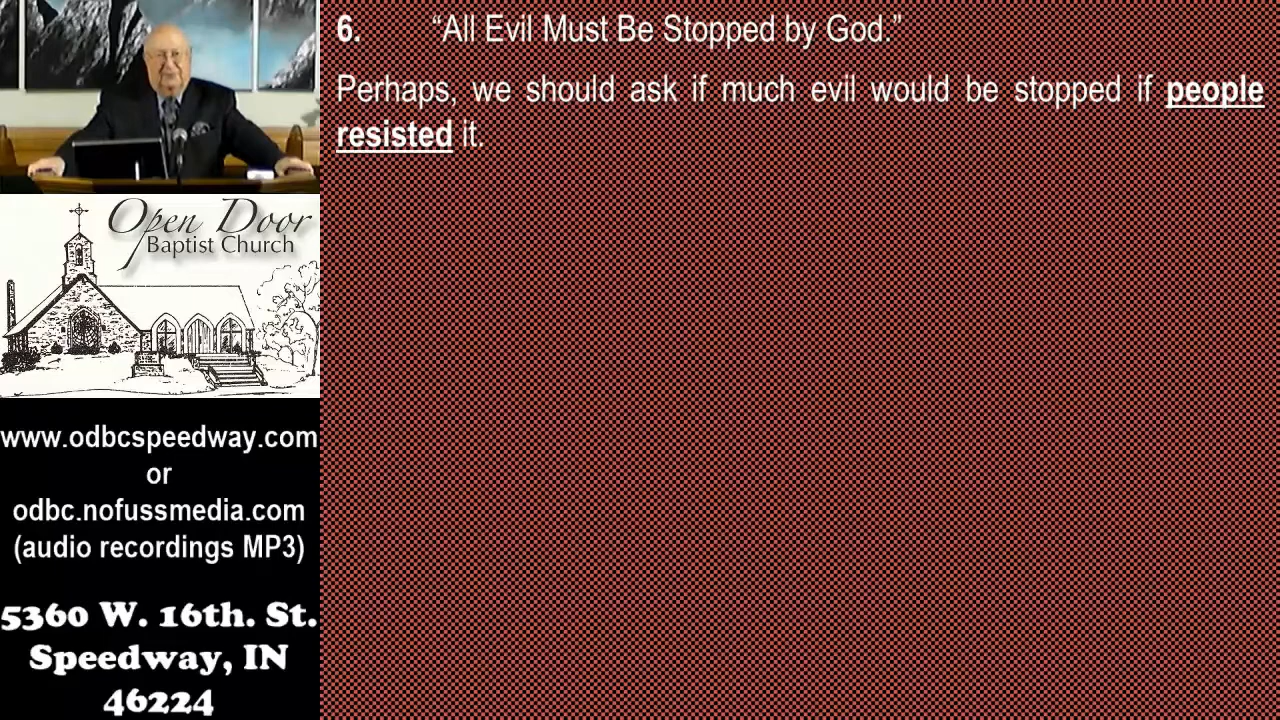 6. “All Evil Must Be Stopped by God.”
Perhaps, we should ask if much evil would be stopped if people
resisted it.
Open Door
Baptist Church
www.odbcspeedway.com
or
odbc.nofussmedia.com
(audio recordings MP3)
5360 W. 16th. St.
Speedway, IN
46224